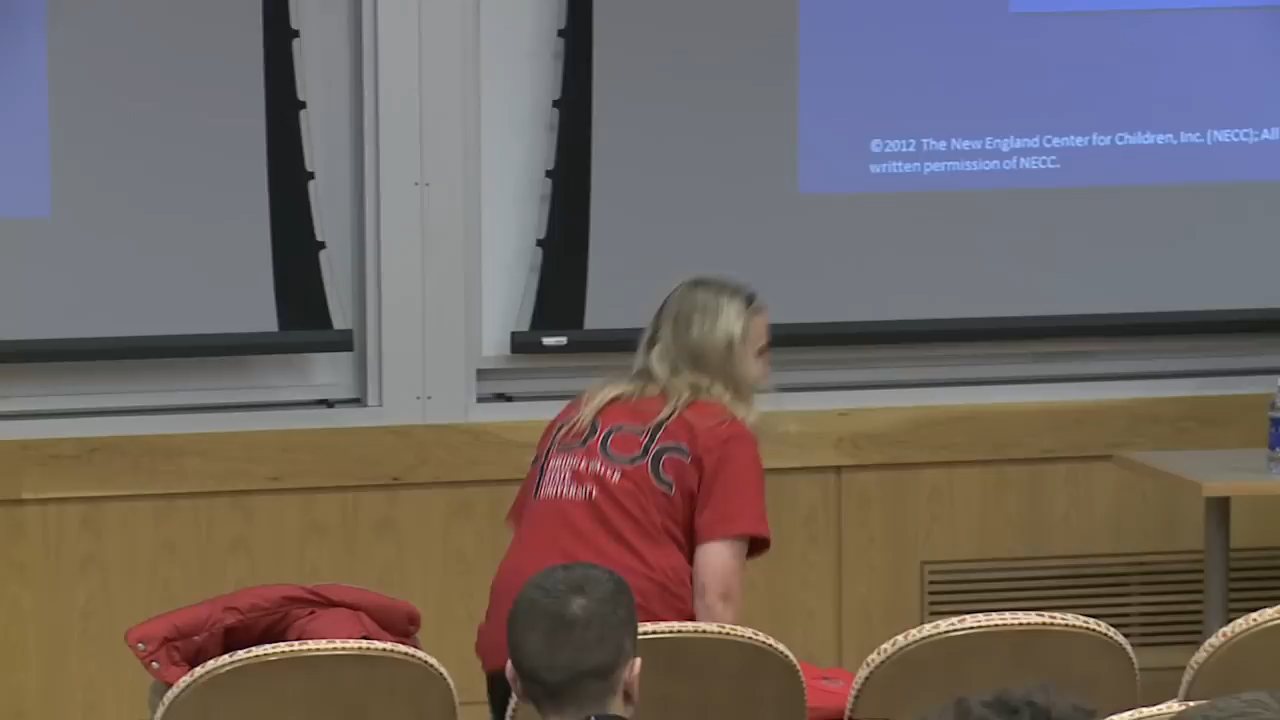 ©2012 The New England Center for Children, Inc. (NECC); All
written permission of NECC.
pdc